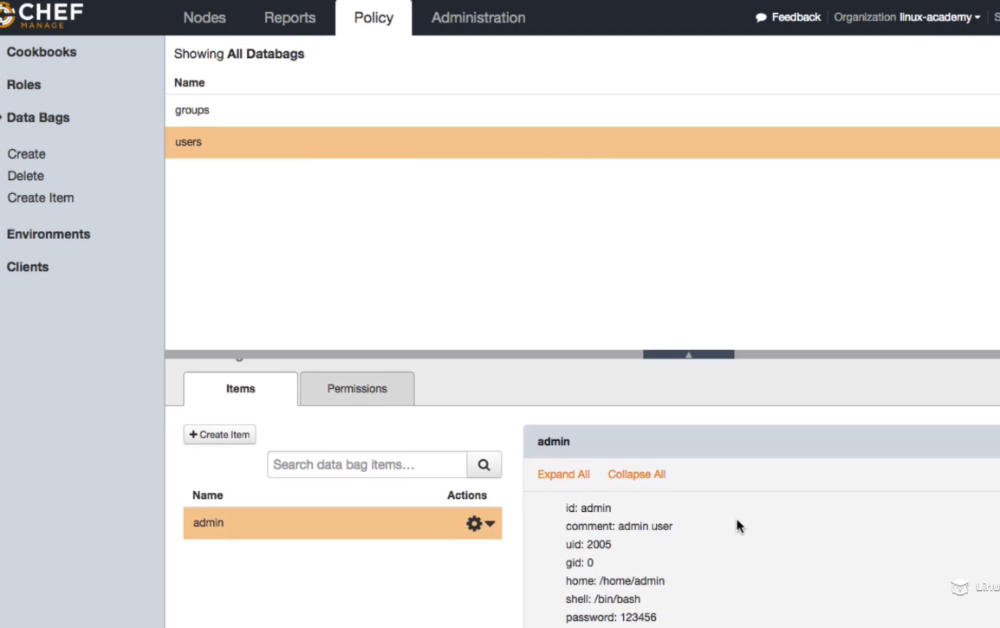 CHEF
MANAGE
Nodes Reports Policy Administration Feedback Organization linux-academy
Cookbooks
Roles
Data Bags
Create
Delete
Create Item
Environments
Clients
Showing All Databags
Name
groups
users
Items Permissions
Create Item
Search data bag items...
Name Actions
admin
admin
Expand All Collapse All
id: admin
comment: admin user
uid: 2005
gid: 0
home: /home/admin
shell: /bin/bash
password: 123456